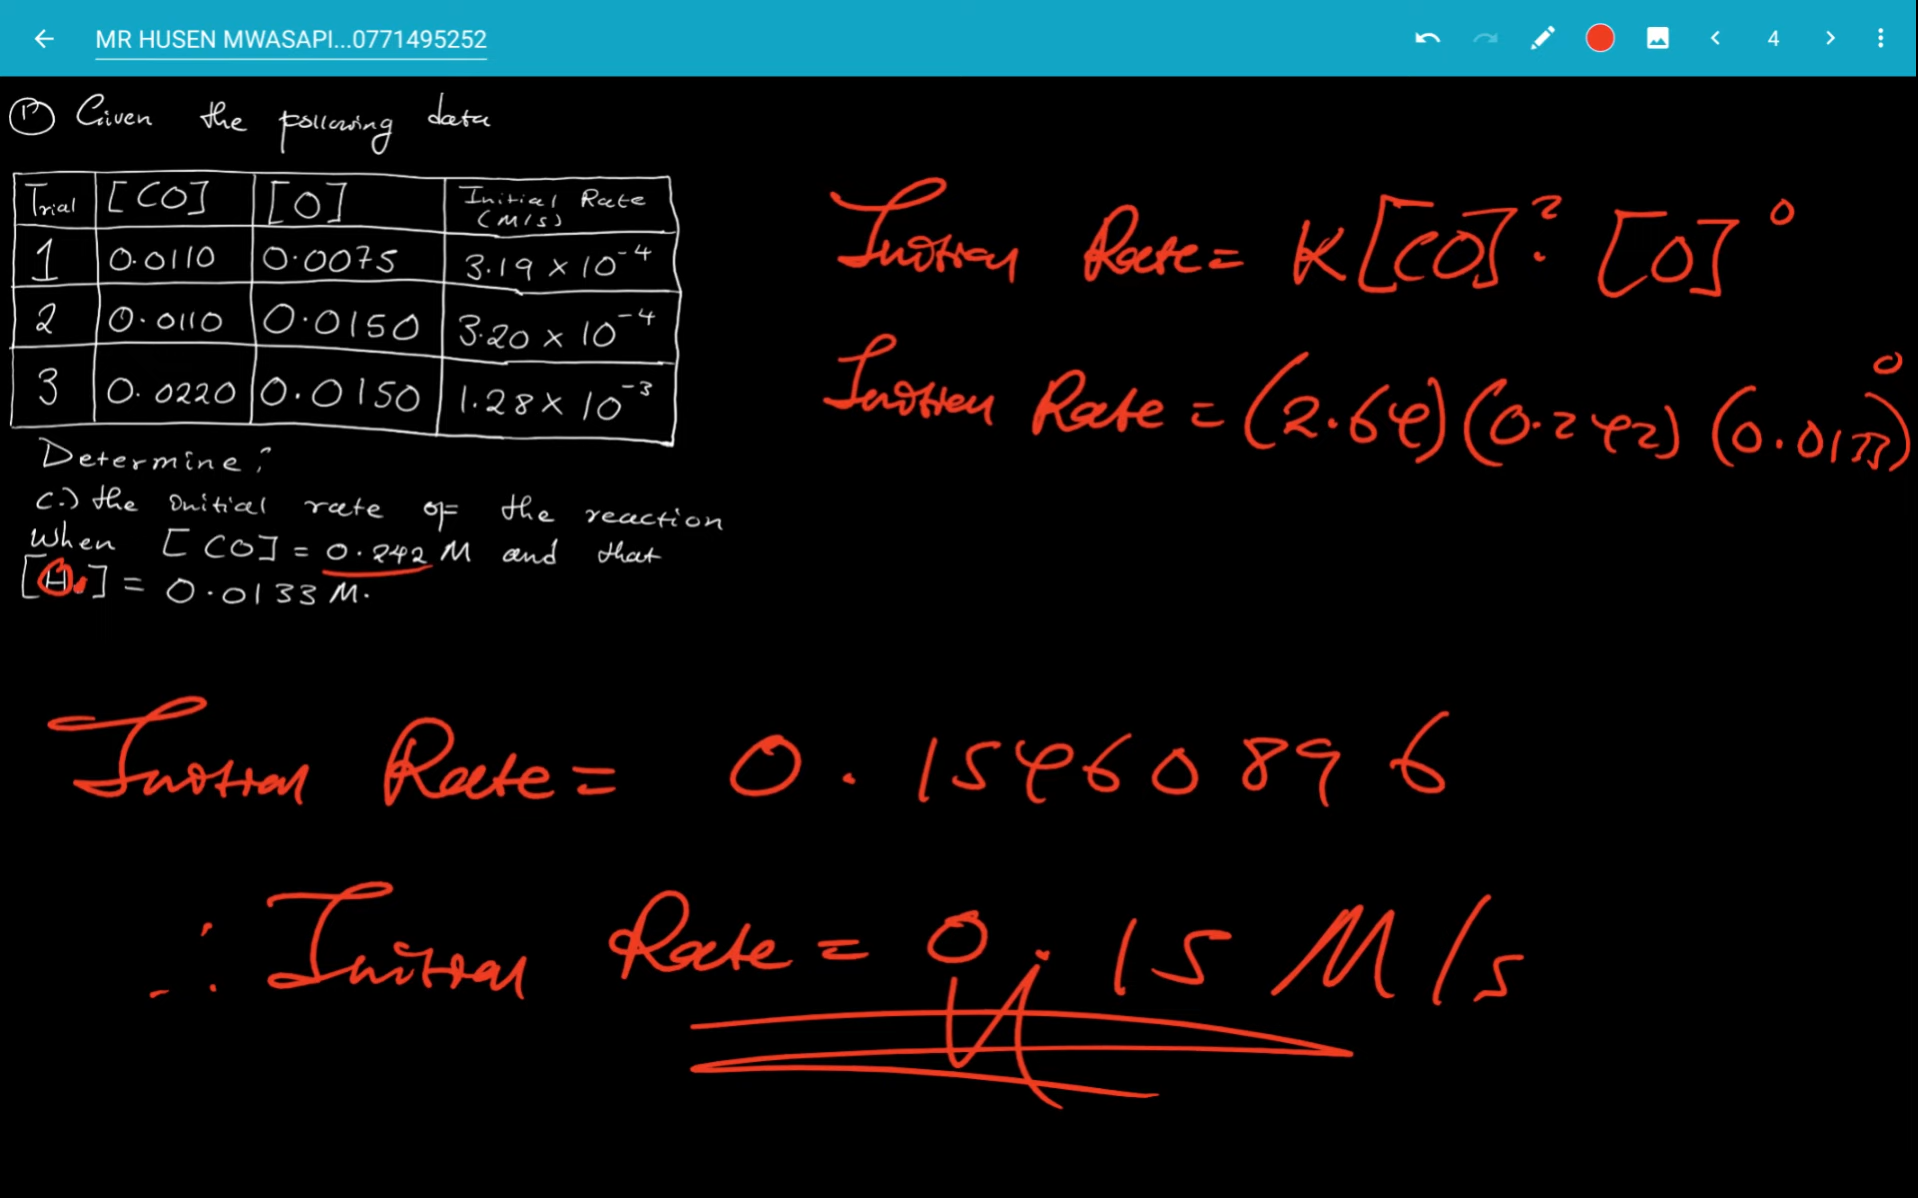 MR HUSEN MWASAPI...0771495252
4
① Given the following data
Trial [CO] [O] Initial Rate (M/s)
1 0.0110 0.0075 3.19 × 10⁻⁴
2 0.0110 0.0150 3.20 × 10⁻⁴
3 0.0220 0.0150 1.28 × 10⁻³
Determine;
c.) the initial rate of the reaction
when [CO] = 0.242 M and that
[O] = 0.0133 M.
Initial Rate = K[CO]² [O]⁰
Initial Rate = (2.64)(0.242)(0.0133)⁰
Initial Rate = 0.15460896
∴ Initial Rate = 0.15 M/s